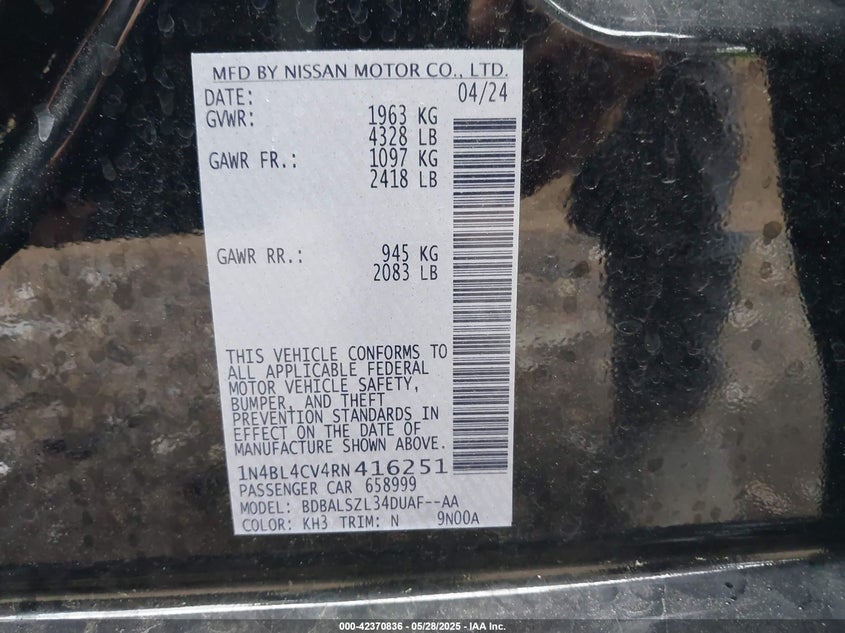 MFD BY NISSAN MOTOR CO., LTD.
DATE: 04/24
GVWR: 1963 KG
4328 LB
GAWR FR.: 1097 KG
2418 LB
GAWR RR.: 945 KG
2083 LB
THIS VEHICLE CONFORMS TO
ALL APPLICABLE FEDERAL
MOTOR VEHICLE SAFETY,
BUMPER, AND THEFT
PREVENTION STANDARDS IN
EFFECT ON THE DATE OF
MANUFACTURE SHOWN ABOVE.
1N4BL4CV4RN416251
PASSENGER CAR 658999
MODEL: BDBALSZL34DUAF--AA
COLOR: KH3 TRIM: N 9N00A
000-42370836 - 05/28/2025 - IAA Inc.